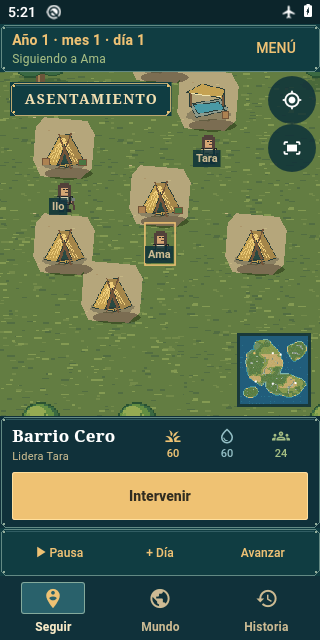 5:21
Año 1 · mes 1 · día 1
Siguiendo a Ama
MENÚ
ASENTAMIENTO
Tara
Ilo
Ama
Barrio Cero
Lidera Tara
60
60
24
Intervenir
Pausa
+ Día
Avanzar
Seguir
Mundo
Historia